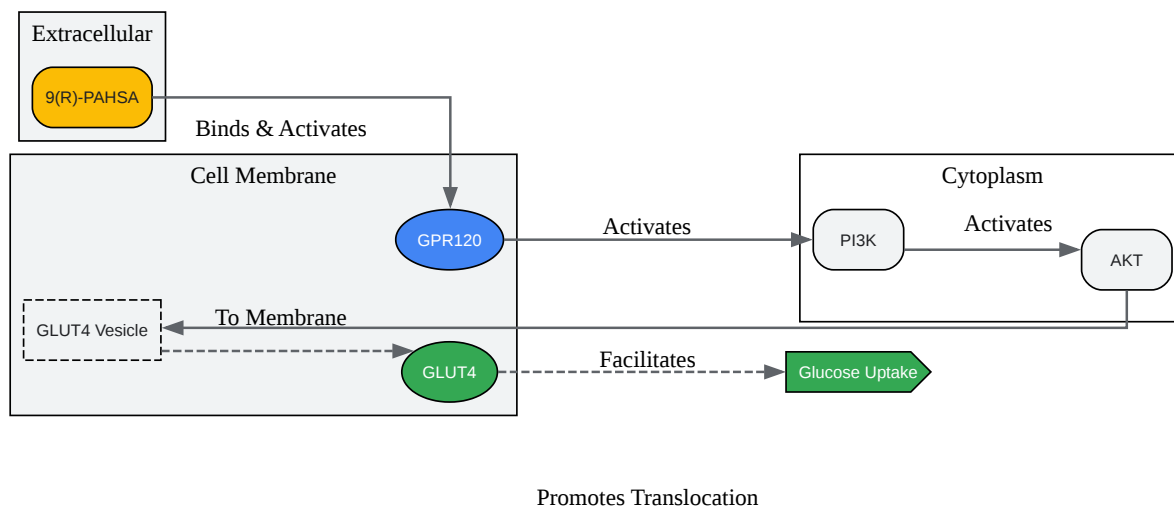 Extracellular
9(R)-PAHSA
Binds & Activates
Cell Membrane
Cytoplasm
GPR120
Activates
PI3K
Activates
AKT
To Membrane
GLUT4 Vesicle
GLUT4
Facilitates
Glucose Uptake
Promotes Translocation